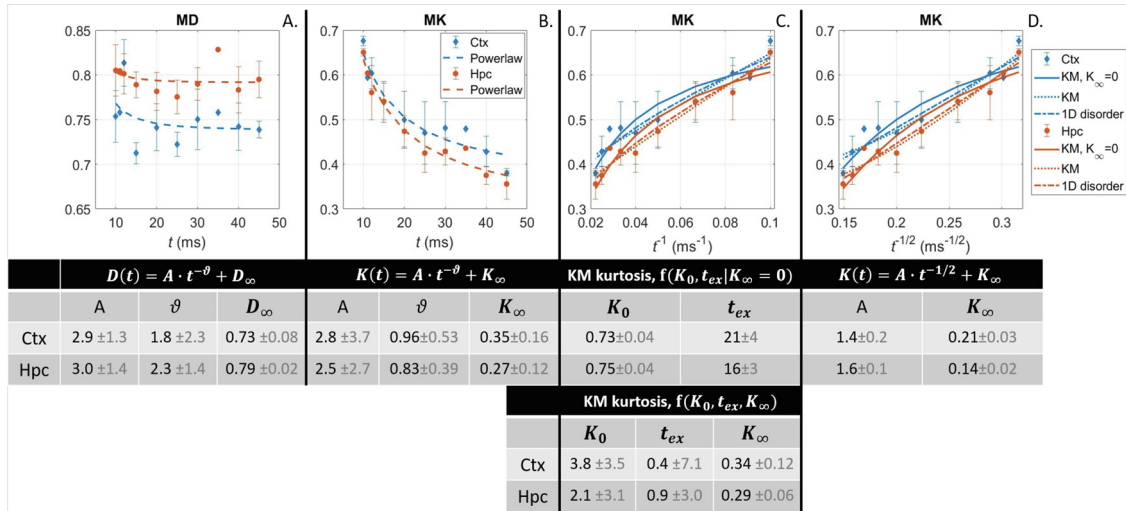 MD
A.
MK
B.
MK
C.
MK
D.
0.85
0.8
0.75
0.7
0.65
0 10 20 30 40 50
t (ms)
0.7
0.6
0.5
0.4
0.3
0 10 20 30 40 50
t (ms)
Ctx
Powerlaw
Hpc
Powerlaw
0.7
0.6
0.5
0.4
0.3
0.02 0.04 0.06 0.08 0.1
t⁻¹ (ms⁻¹)
0.7
0.6
0.5
0.4
0.3
0.15 0.2 0.25 0.3
t⁻¹/² (ms⁻¹/²)
Ctx
KM, K∞=0
KM
1D disorder
Hpc
KM, K∞=0
KM
1D disorder
D(t) = A · t⁻ᶿ + D∞
K(t) = A · t⁻ᶿ + K∞
KM kurtosis, f(K₀, tₑₓ|K∞ = 0)
K(t) = A · t⁻¹/² + K∞
A ϑ D∞ A ϑ K∞ K₀ tₑₓ A K∞
Ctx 2.9 ±1.3 1.8 ±2.3 0.73 ±0.08 2.8 ±3.7 0.96±0.53 0.35±0.16 0.73±0.04 21±4 1.4±0.2 0.21±0.03
Hpc 3.0 ±1.4 2.3 ±1.4 0.79 ±0.02 2.5 ±2.7 0.83±0.39 0.27±0.12 0.75±0.04 16±3 1.6±0.1 0.14±0.02
KM kurtosis, f(K₀, tₑₓ, K∞)
K₀ tₑₓ K∞
Ctx 3.8 ±3.5 0.4 ±7.1 0.34 ±0.12
Hpc 2.1 ±3.1 0.9 ±3.0 0.29 ±0.06